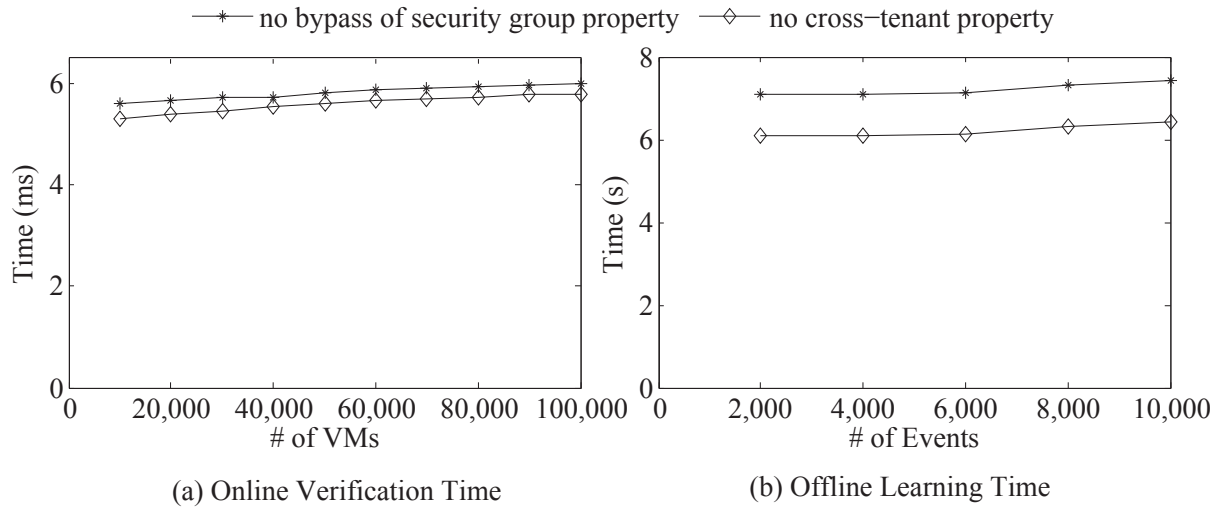 no bypass of security group property
no cross−tenant property
6
4
2
0
Time (ms)
0
20,000
40,000
60,000
80,000
100,000
# of VMs
(a) Online Verification Time
8
6
4
2
0
Time (s)
0
2,000
4,000
6,000
8,000
10,000
# of Events
(b) Offline Learning Time